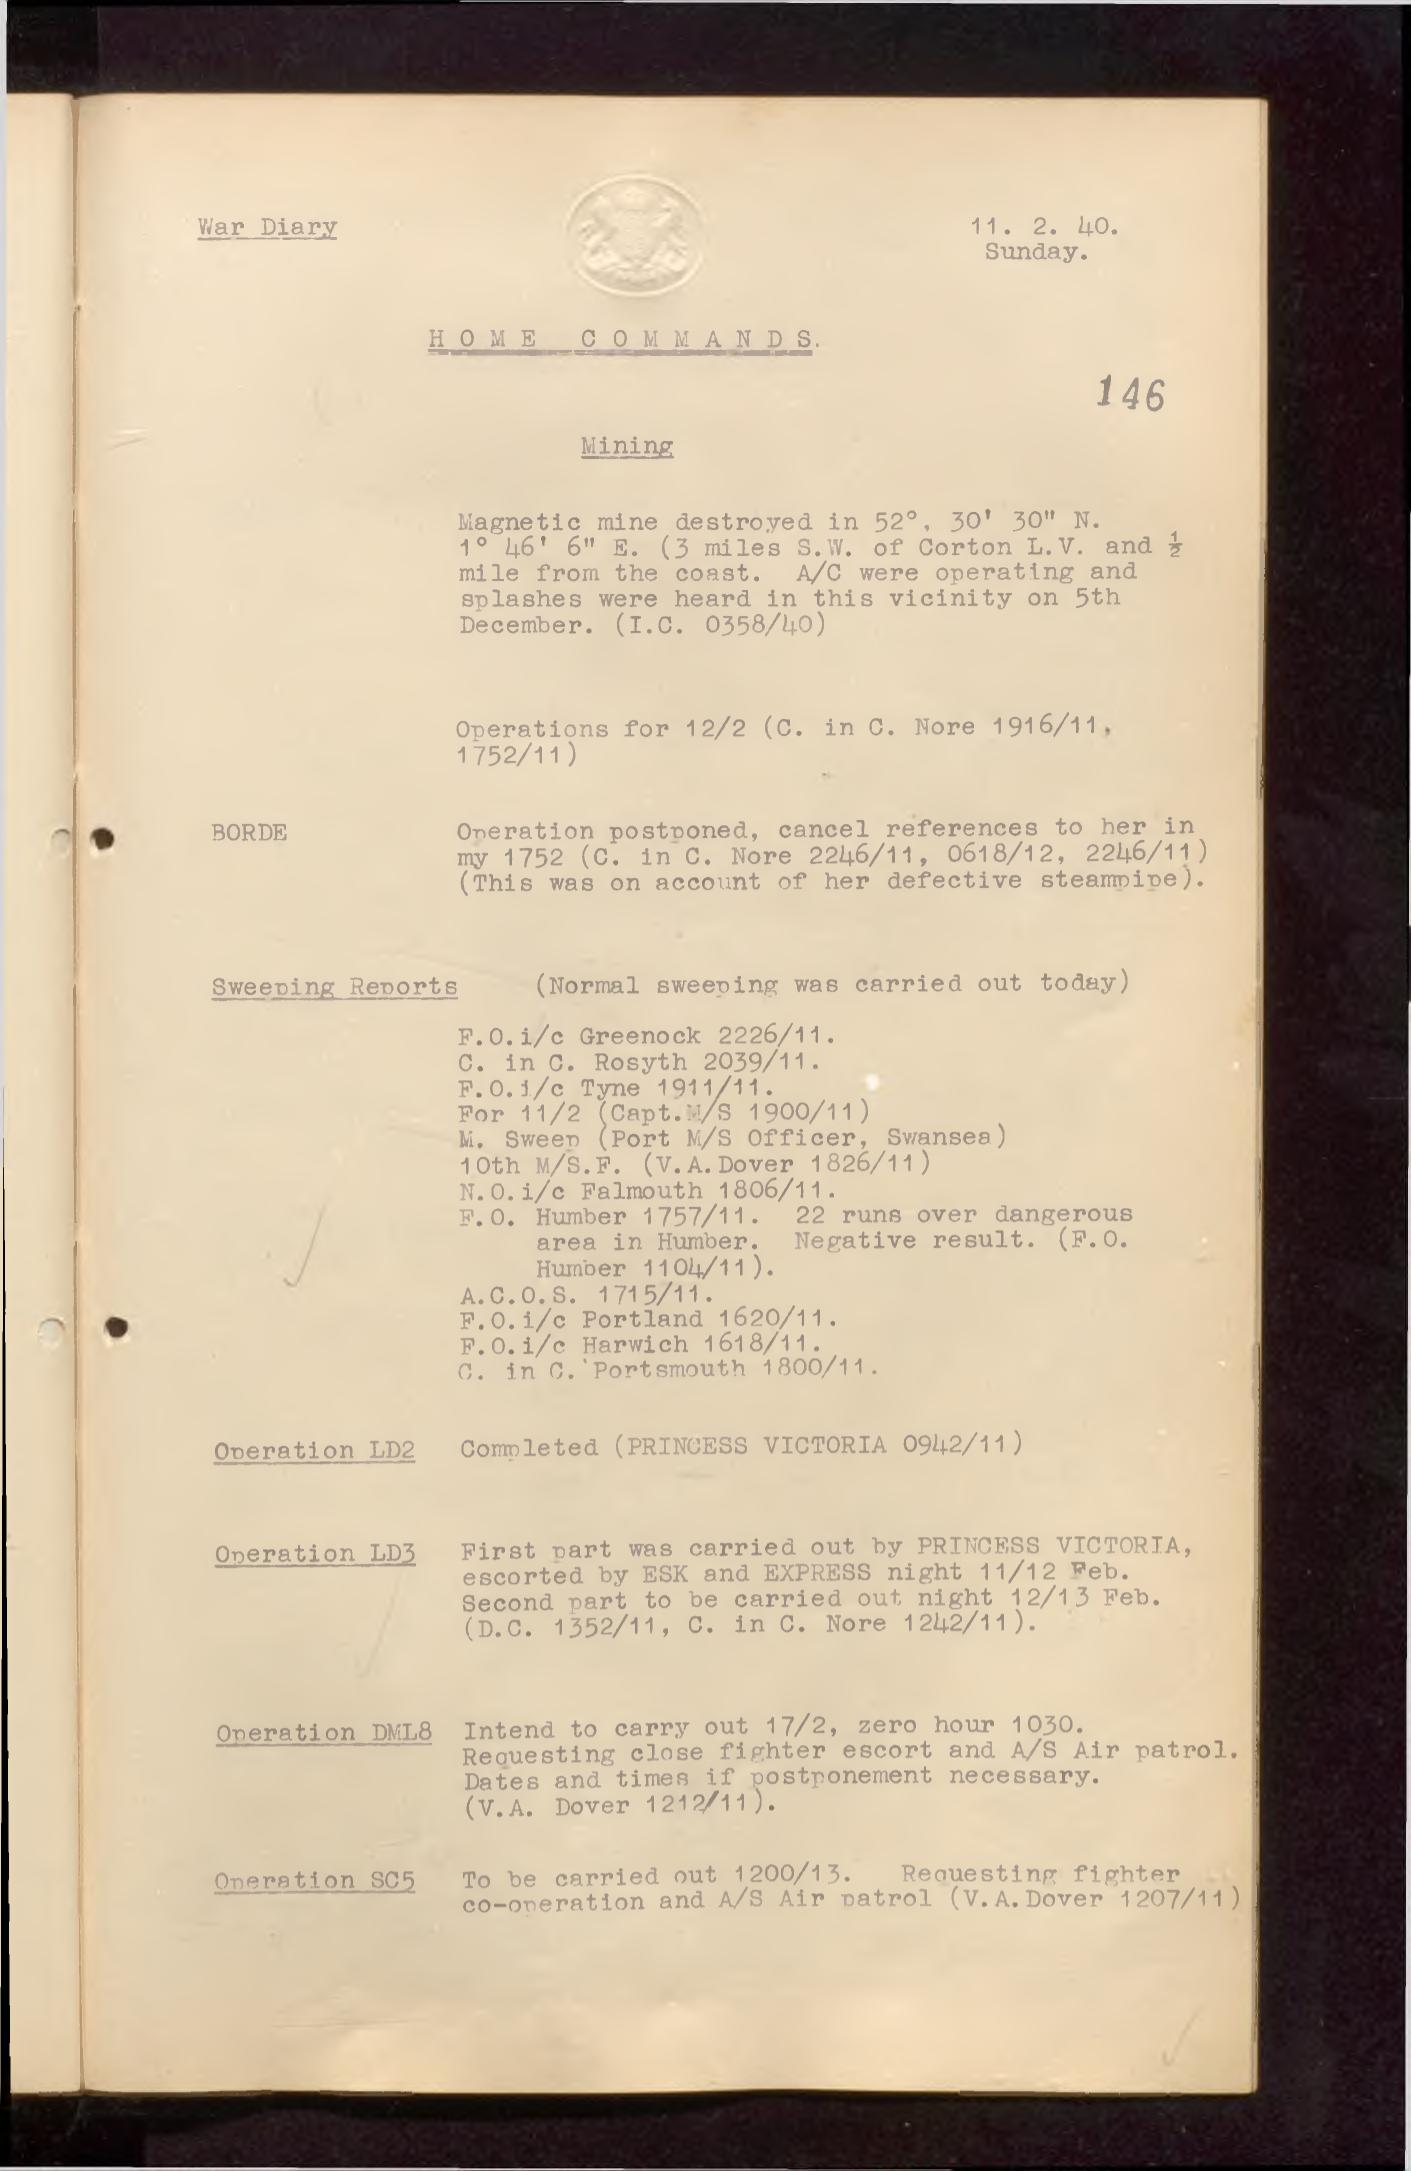 War Diary
11. 2. 40.
Sunday.
HOME COMMANDS.
146
Mining
Magnetic mine destroyed in 52°, 30' 30" N.
1° 46' 6" E. (3 miles S.W. of Corton L.V. and ½
mile from the coast. A/C were operating and
splashes were heard in this vicinity on 5th
December. (I.C. 0358/40)
Operations for 12/2 (C. in C. Nore 1916/11,
1752/11)
BORDE Operation postponed, cancel references to her in
my 1752 (C. in C. Nore 2246/11, 0618/12, 2246/11)
(This was on account of her defective steampipe).
Sweeping Reports (Normal sweeping was carried out today)
F.O.i/c Greenock 2226/11.
C. in C. Rosyth 2039/11.
F.O.i/c Tyne 1911/11.
For 11/2 (Capt.M/S 1900/11)
M. Sweep (Port M/S Officer, Swansea)
10th M/S.F. (V.A.Dover 1826/11)
N.O.i/c Falmouth 1806/11.
F.O. Humber 1757/11. 22 runs over dangerous
area in Humber. Negative result. (F.O.
Humber 1104/11).
A.C.O.S. 1715/11.
F.O.i/c Portland 1620/11.
F.O.i/c Harwich 1618/11.
C. in C. Portsmouth 1800/11.
Operation LD2 Completed (PRINCESS VICTORIA 0942/11)
Operation LD3 First part was carried out by PRINCESS VICTORIA,
escorted by ESK and EXPRESS night 11/12 Feb.
Second part to be carried out night 12/13 Feb.
(D.C. 1352/11, C. in C. Nore 1242/11).
Operation DML8 Intend to carry out 17/2, zero hour 1030.
Requesting close fighter escort and A/S Air patrol.
Dates and times if postponement necessary.
(V.A. Dover 1212/11).
Operation SC5 To be carried out 1200/13. Requesting fighter
co-operation and A/S Air patrol (V.A.Dover 1207/11)